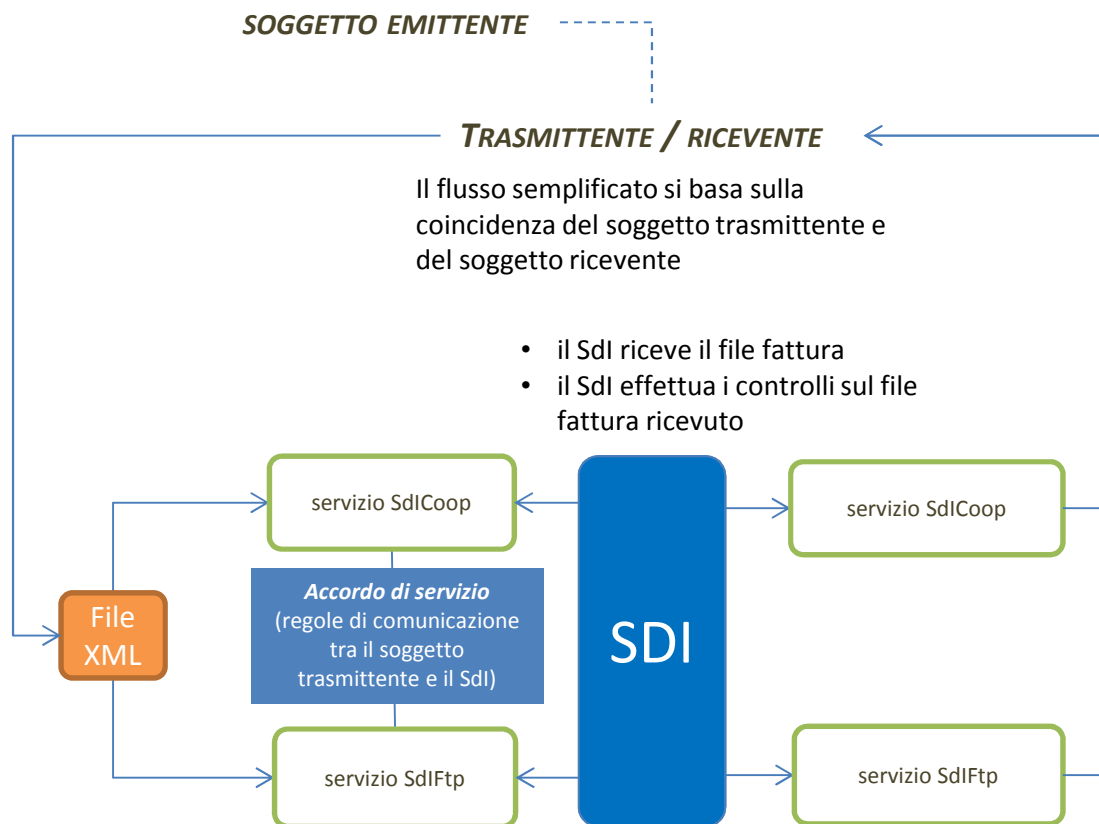 SOGGETTO EMITTENTE
TRASMITTENTE / RICEVENTE
Il flusso semplificato si basa sulla
coincidenza del soggetto trasmittente e
del soggetto ricevente
• il SdI riceve il file fattura
• il SdI effettua i controlli sul file
fattura ricevuto
servizio SdICoop
servizio SdICoop
Accordo di servizio
(regole di comunicazione
tra il soggetto
trasmittente e il SdI)
File
XML
SDI
servizio SdIFtp
servizio SdIFtp